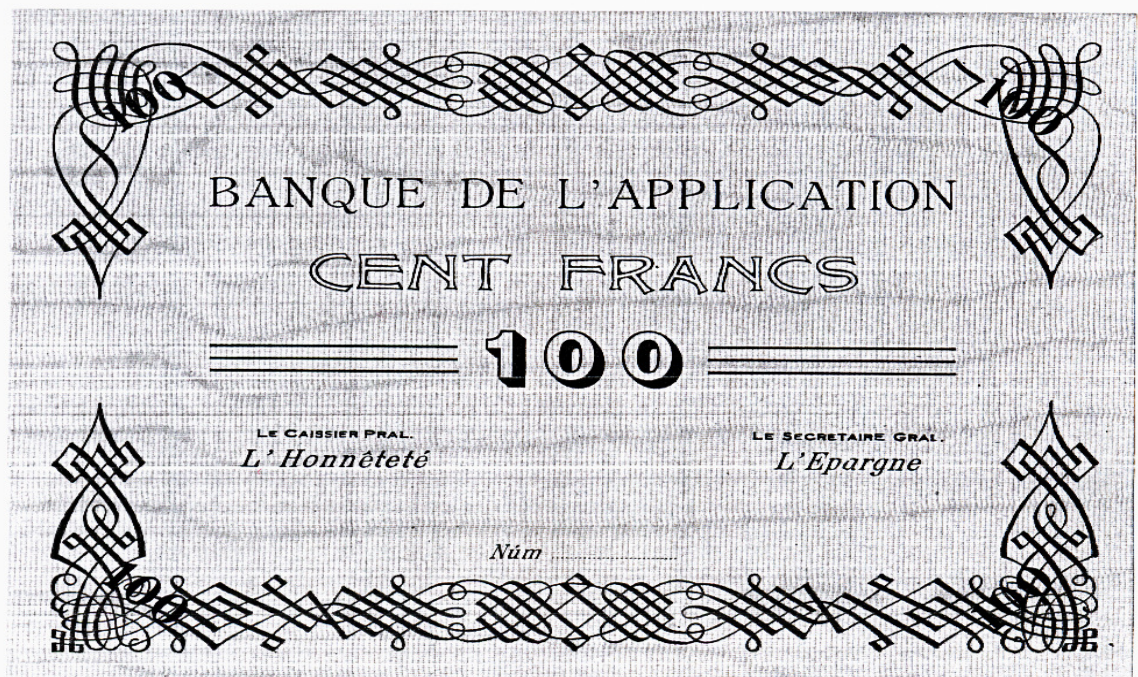 100 100
BANQUE DE L'APPLICATION
CENT FRANCS
100
LE CAISSIER PRAL.
L'Honnêteté
LE SECRETAIRE GRAL.
L'Epargne
Núm
100 100